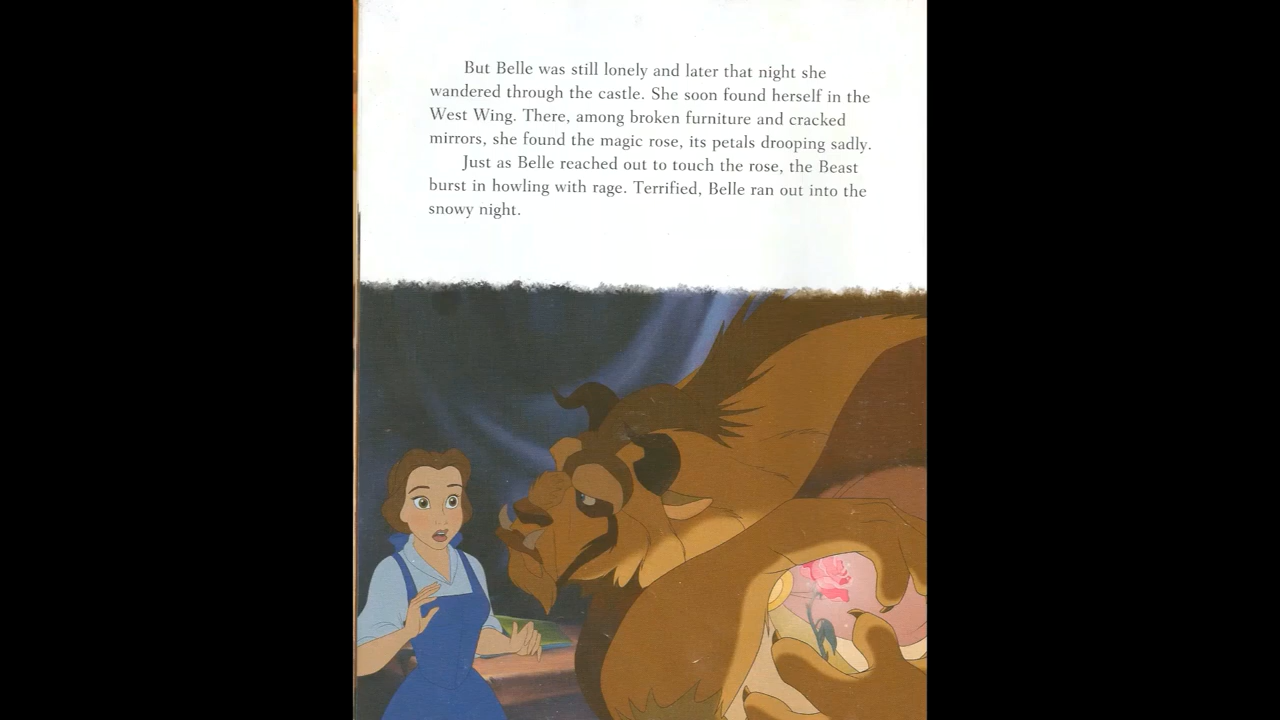 But Belle was still lonely and later that night she
wandered through the castle. She soon found herself in the
West Wing. There, among broken furniture and cracked
mirrors, she found the magic rose, its petals drooping sadly.
Just as Belle reached out to touch the rose, the Beast
burst in howling with rage. Terrified, Belle ran out into the
snowy night.